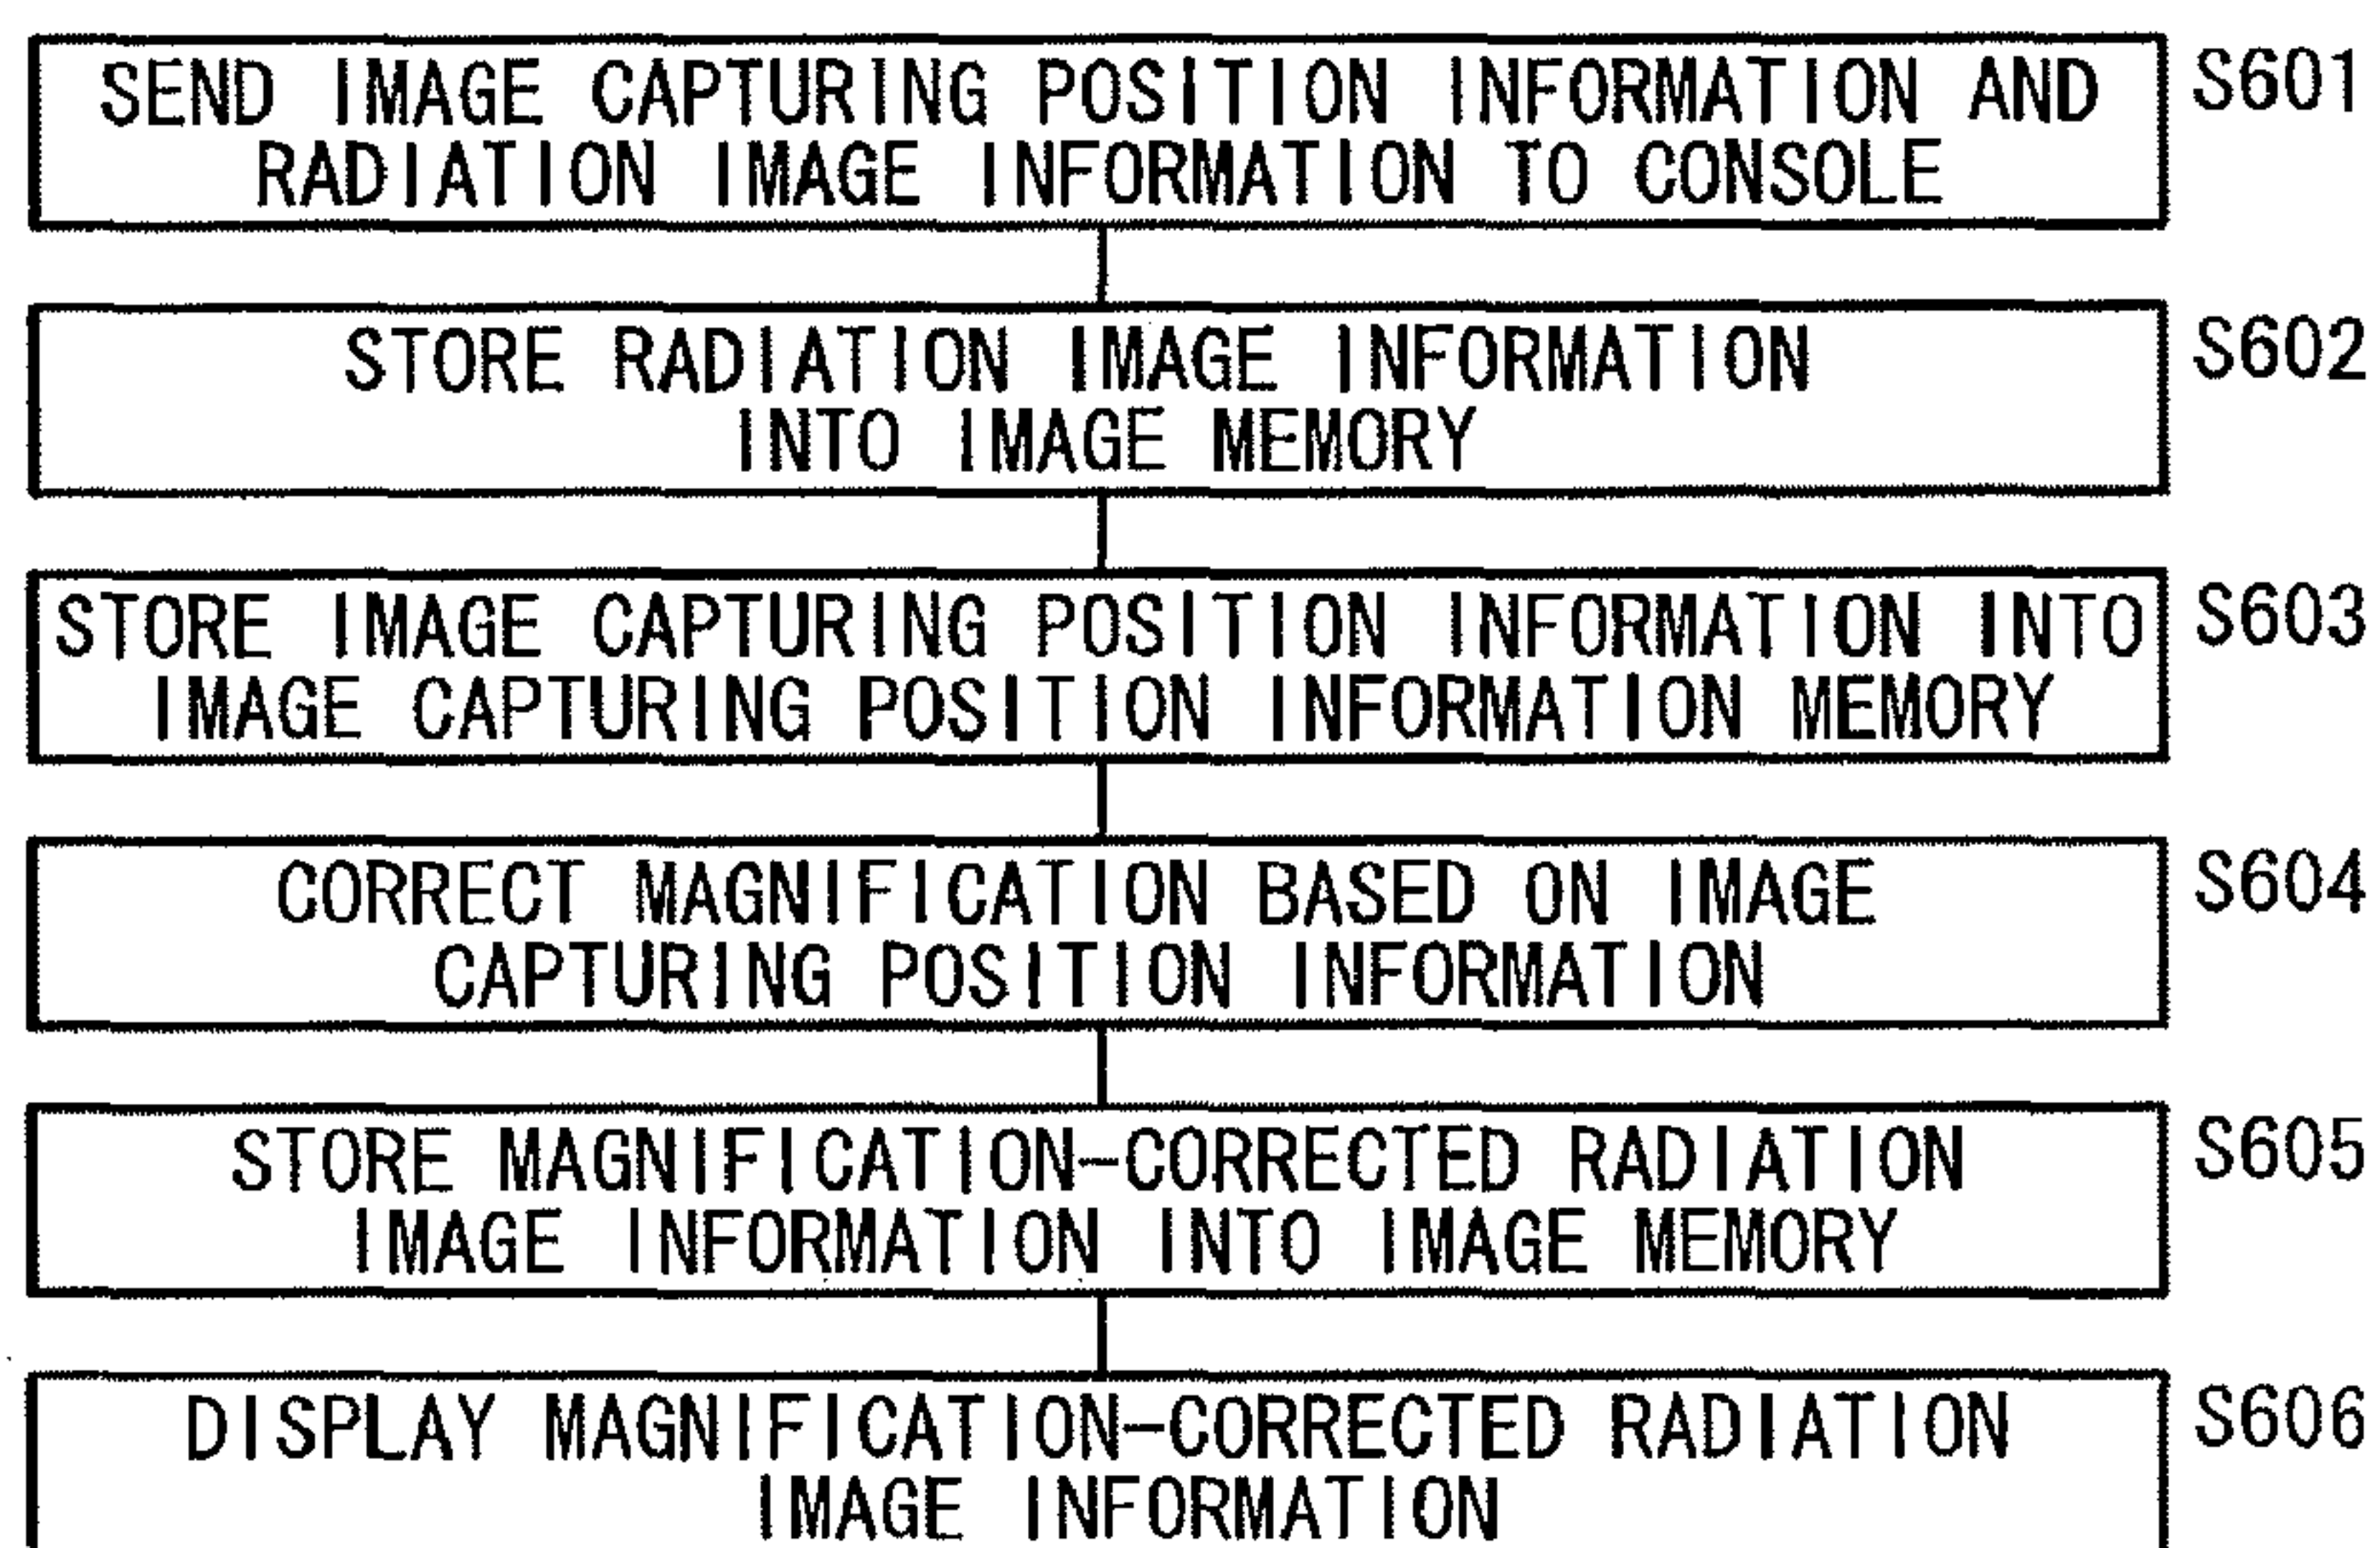 SEND IMAGE CAPTURING POSITION INFORMATION AND S601
RADIATION IMAGE INFORMATION TO CONSOLE
STORE RADIATION IMAGE INFORMATION S602
INTO IMAGE MEMORY
STORE IMAGE CAPTURING POSITION INFORMATION INTO S603
IMAGE CAPTURING POSITION INFORMATION MEMORY
CORRECT MAGNIFICATION BASED ON IMAGE S604
CAPTURING POSITION INFORMATION
STORE MAGNIFICATION-CORRECTED RADIATION S605
IMAGE INFORMATION INTO IMAGE MEMORY
DISPLAY MAGNIFICATION-CORRECTED RADIATION S606
IMAGE INFORMATION